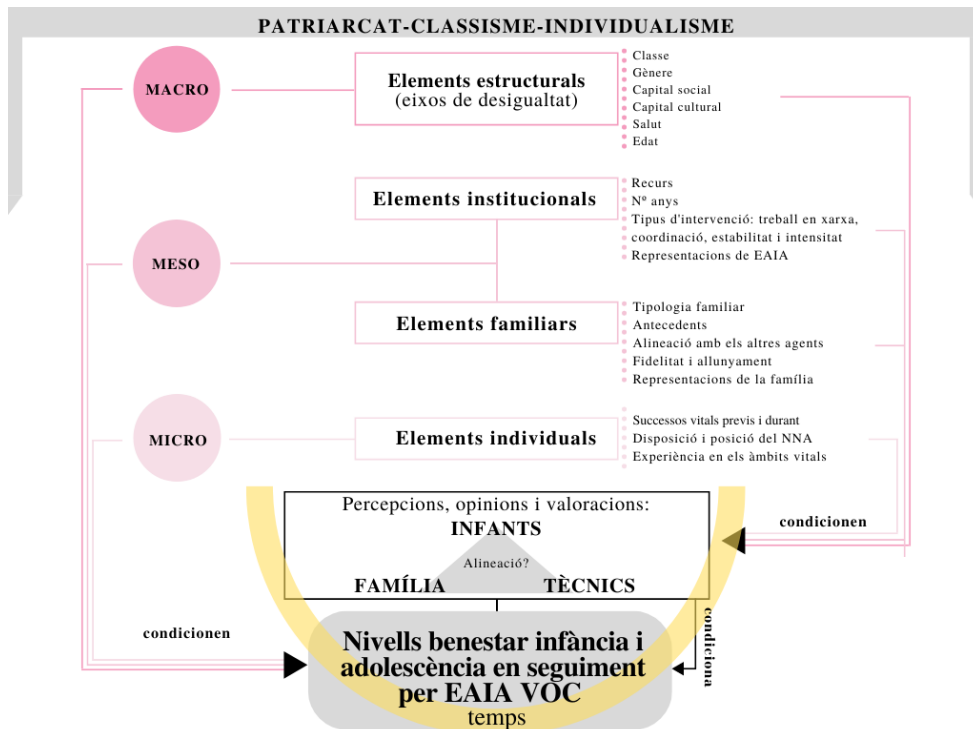 PATRIARCAT-CLASSISME-INDIVIDUALISME
MACRO
Elements estructurals
(eixos de desigualtat)
Classe
Gènere
Capital social
Capital cultural
Salut
Edat
MESO
Elements institucionals
Recurs
Nº anys
Tipus d'intervenció: treball en xarxa,
coordinació, estabilitat i intensitat
Representacions de EAIA
Elements familiars
Tipologia familiar
Antecedents
Alineació amb els altres agents
Fidelitat i allunyament
Representacions de la família
MICRO
Elements individuals
Successos vitals previs i durant
Disposició i posició del NNA
Experiència en els àmbits vitals
Percepcions, opinions i valoracions:
INFANTS
Alineació?
FAMÍLIA
TÈCNICS
condicionen
condicionen
condiciona
Nivells benestar infància i
adolescència en seguiment
per EAIA VOC
temps